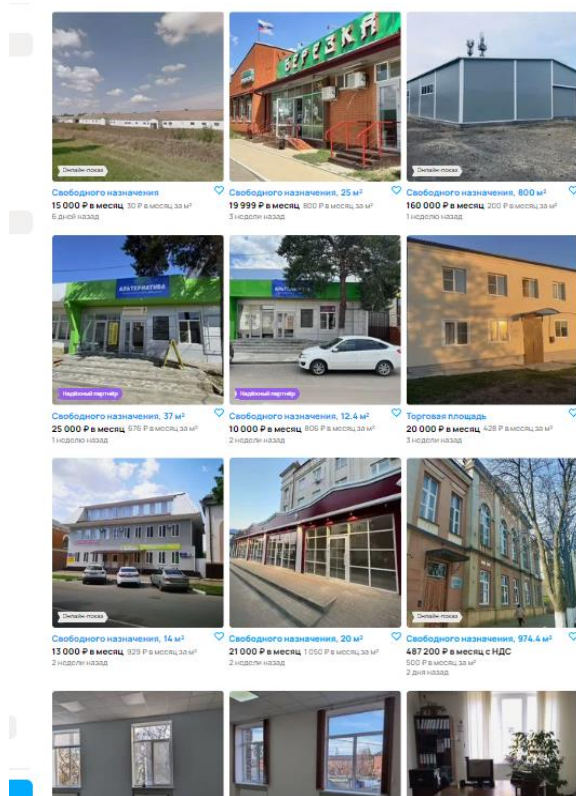 Онлайн-показ
БЕРЕЗКА
Онлайн-показ
Свободного назначения
15 000 ₽ в месяц 30 ₽ в месяц за м²
6 дней назад
Свободного назначения, 25 м²
19 999 ₽ в месяц 800 ₽ в месяц за м²
3 недели назад
Свободного назначения, 800 м²
160 000 ₽ в месяц 200 ₽ в месяц за м²
1 неделю назад
АЛЬТЕРНАТИВА
Надёжный партнёр
АЛЬТЕРНАТИВА
Надёжный партнёр
Свободного назначения, 37 м²
25 000 ₽ в месяц 676 ₽ в месяц за м²
1 неделю назад
Свободного назначения, 12.4 м²
10 000 ₽ в месяц 806 ₽ в месяц за м²
2 недели назад
Торговая площадь
20 000 ₽ в месяц 428 ₽ в месяц за м²
3 недели назад
Онлайн-показ
Онлайн-показ
Свободного назначения, 14 м²
13 000 ₽ в месяц 929 ₽ в месяц за м²
2 недели назад
Свободного назначения, 20 м²
21 000 ₽ в месяц 1 050 ₽ в месяц за м²
2 недели назад
Свободного назначения, 974.4 м²
487 200 ₽ в месяц с НДС
500 ₽ в месяц за м²
2 дня назад